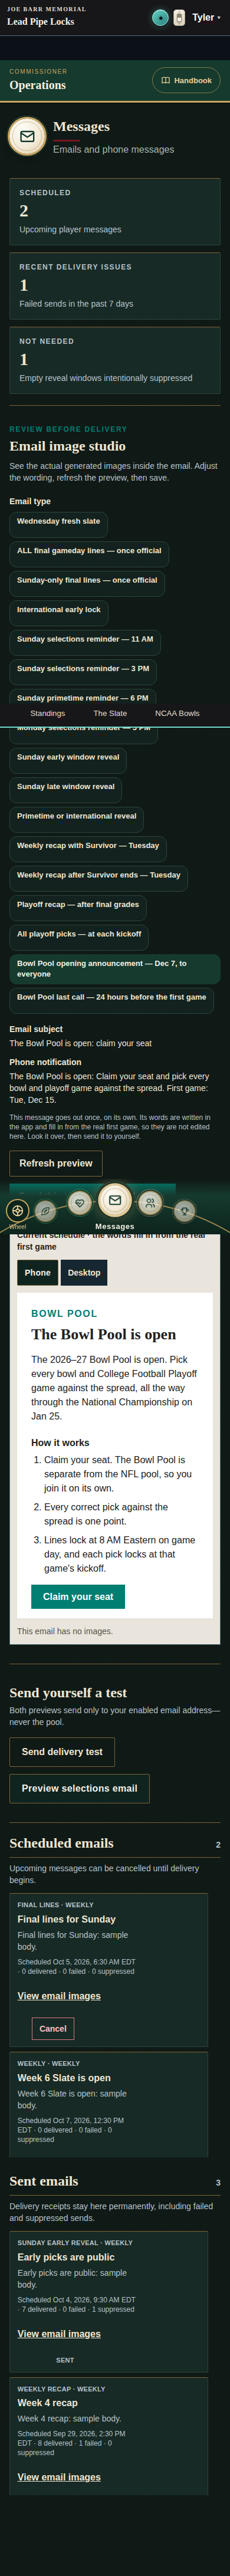 JOE BARR MEMORIAL
Lead Pipe Locks
Tyler
COMMISSIONER
Operations
Handbook
Messages
Emails and phone messages
SCHEDULED
2
Upcoming player messages
RECENT DELIVERY ISSUES
1
Failed sends in the past 7 days
NOT NEEDED
1
Empty reveal windows intentionally suppressed
REVIEW BEFORE DELIVERY
Email image studio
See the actual generated images inside the email. Adjust
the wording, refresh the preview, then save.
Email type
Wednesday fresh slate
ALL final gameday lines — once official
Sunday-only final lines — once official
International early lock
Sunday selections reminder — 11 AM
Sunday selections reminder — 3 PM
Sunday primetime reminder — 6 PM
Standings
The Slate
NCAA Bowls
Monday selections reminder — 5 PM
Sunday early window reveal
Sunday late window reveal
Primetime or international reveal
Weekly recap with Survivor — Tuesday
Weekly recap after Survivor ends — Tuesday
Playoff recap — after final grades
All playoff picks — at each kickoff
Bowl Pool opening announcement — Dec 7, to
everyone
Bowl Pool last call — 24 hours before the first game
Email subject
The Bowl Pool is open: claim your seat
Phone notification
The Bowl Pool is open: Claim your seat and pick every
bowl and playoff game against the spread. First game:
Tue, Dec 15.
This message goes out once, on its own. Its words are written in
the app and fill in from the real first game, so they are not edited
here. Look it over, then send it to yourself.
Refresh preview
Wheel
Messages
Current schedule · the words fill in from the real
first game
Phone
Desktop
BOWL POOL
The Bowl Pool is open
The 2026–27 Bowl Pool is open. Pick
every bowl and College Football Playoff
game against the spread, all the way
through the National Championship on
Jan 25.
How it works
1. Claim your seat. The Bowl Pool is
separate from the NFL pool, so you
join it on its own.
2. Every correct pick against the
spread is one point.
3. Lines lock at 8 AM Eastern on game
day, and each pick locks at that
game's kickoff.
Claim your seat
This email has no images.
Send yourself a test
Both previews send only to your enabled email address—
never the pool.
Send delivery test
Preview selections email
Scheduled emails
2
Upcoming messages can be cancelled until delivery
begins.
FINAL LINES · WEEKLY
Final lines for Sunday
Final lines for Sunday: sample
body.
Scheduled Oct 5, 2026, 6:30 AM EDT
· 0 delivered · 0 failed · 0 suppressed
View email images
Cancel
WEEKLY · WEEKLY
Week 6 Slate is open
Week 6 Slate is open: sample
body.
Scheduled Oct 7, 2026, 12:30 PM
EDT · 0 delivered · 0 failed · 0
suppressed
Sent emails
3
Delivery receipts stay here permanently, including failed
and suppressed sends.
SUNDAY EARLY REVEAL · WEEKLY
Early picks are public
Early picks are public: sample
body.
Scheduled Oct 4, 2026, 9:30 AM EDT
· 7 delivered · 0 failed · 1 suppressed
View email images
SENT
WEEKLY RECAP · WEEKLY
Week 4 recap
Week 4 recap: sample body.
Scheduled Sep 29, 2026, 2:30 PM
EDT · 8 delivered · 1 failed · 0
suppressed
View email images